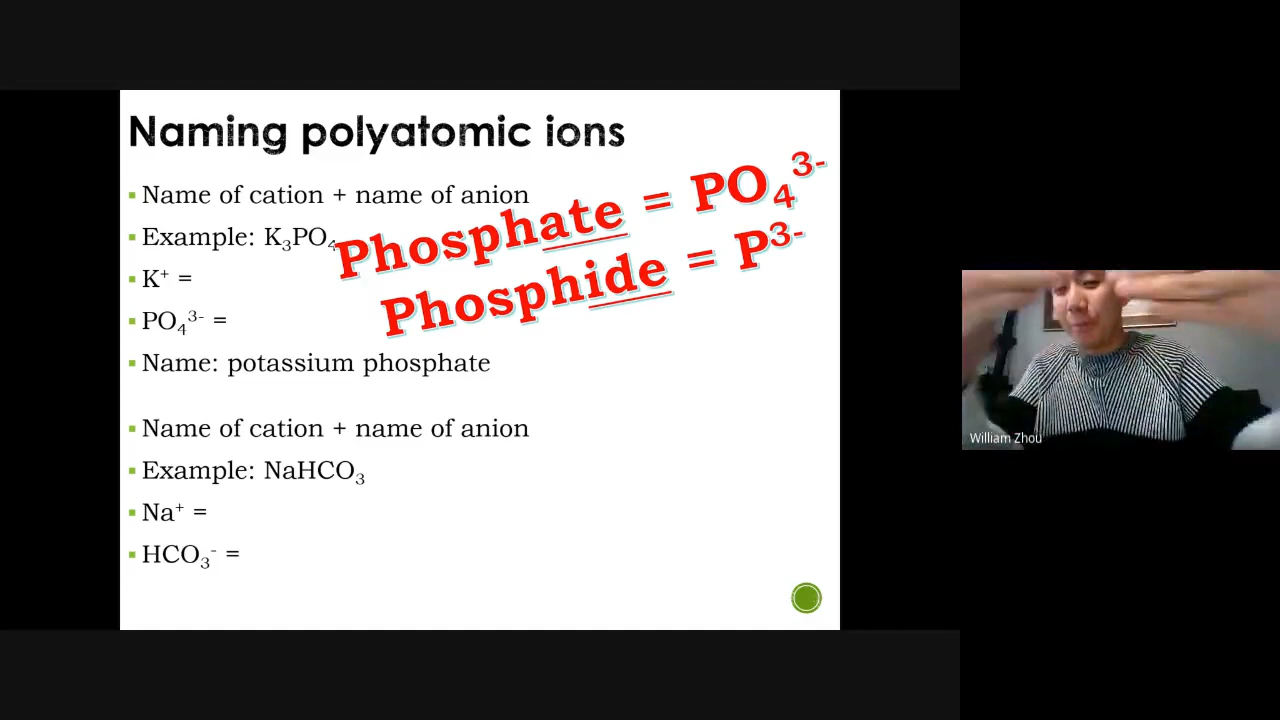 Naming polyatomic ions
Name of cation + name of anion
Example: K₃PO₄
K⁺ =
PO₄³⁻ =
Name: potassium phosphate
Phosphate = PO₄³⁻
Phosphide = P³⁻
Name of cation + name of anion
Example: NaHCO₃
Na⁺ =
HCO₃⁻ =
William Zhou